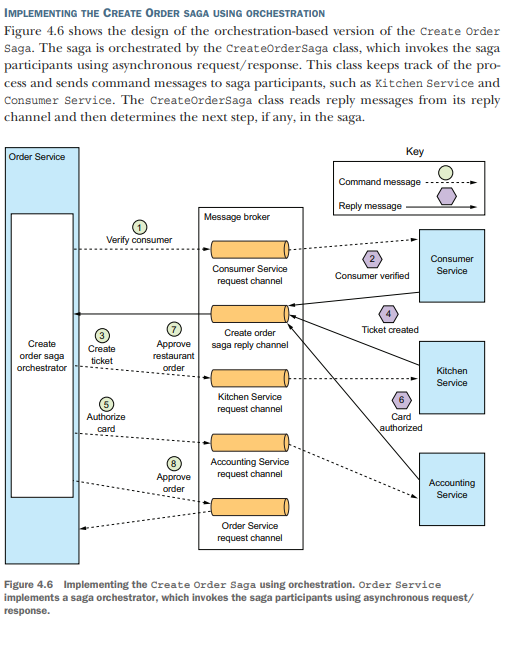 IMPLEMENTING THE CREATE ORDER SAGA USING ORCHESTRATION
Figure 4.6 shows the design of the orchestration-based version of the Create Order
Saga. The saga is orchestrated by the CreateOrderSaga class, which invokes the saga
participants using asynchronous request/response. This class keeps track of the pro-
cess and sends command messages to saga participants, such as Kitchen Service and
Consumer Service. The CreateOrderSaga class reads reply messages from its reply
channel and then determines the next step, if any, in the saga.
Key
Command message
Reply message
Order Service
Create
order saga
orchestrator
1
Verify consumer
Message broker
Consumer Service
request channel
2
Consumer verified
Consumer
Service
3
Create
ticket
7
Approve
restaurant
order
Create order
saga reply channel
4
Ticket created
Kitchen Service
request channel
Kitchen
Service
5
Authorize
card
6
Card
authorized
Accounting Service
request channel
Accounting
Service
8
Approve
order
Order Service
request channel
Figure 4.6 Implementing the Create Order Saga using orchestration. Order Service
implements a saga orchestrator, which invokes the saga participants using asynchronous request/
response.